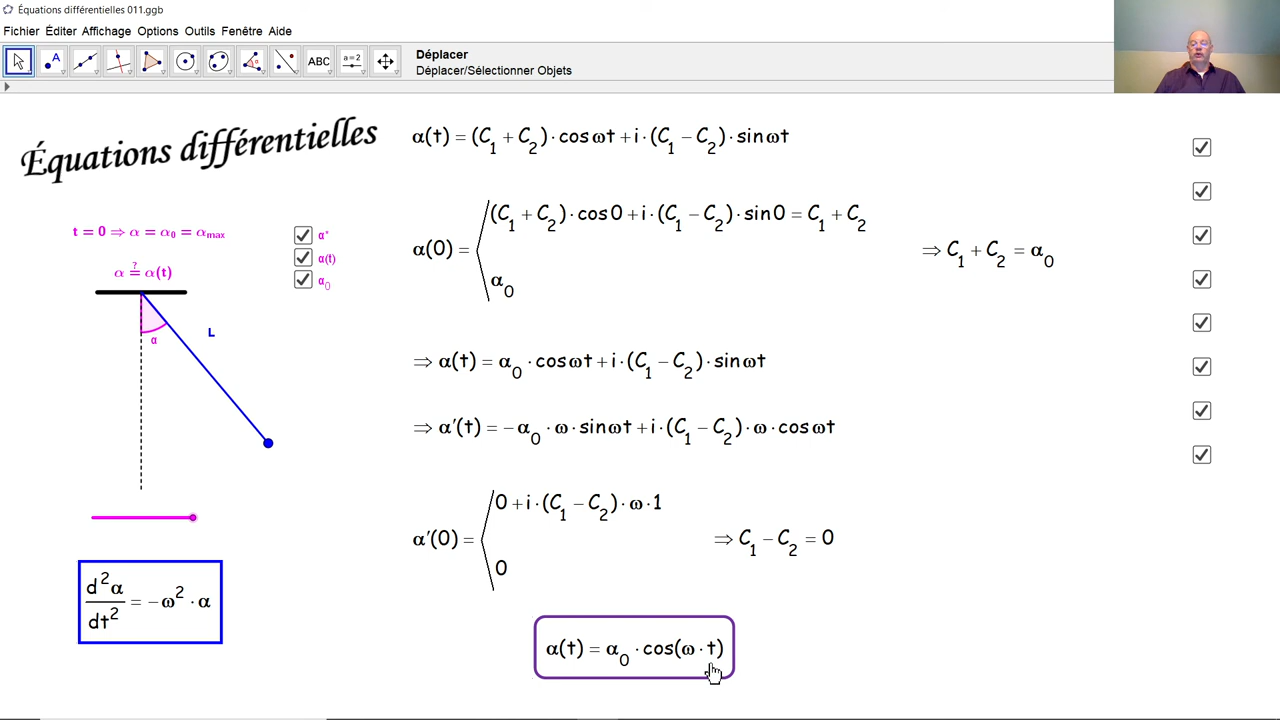 Équations différentielles 011.ggb
Fichier Éditer Affichage Options Outils Fenêtre Aide
A
ABC
a=2
Déplacer
Déplacer/Sélectionner Objets
Équations différentielles
t = 0 ⇒ α = α₀ = αₘₐₓ
α ≟ α(t)
α*
α(t)
α₀
L
α
d²α/dt² = −ω² · α
α(t) = (C₁ + C₂) · cos ωt + i · (C₁ − C₂) · sin ωt
α(0) =
(C₁ + C₂) · cos 0 + i · (C₁ − C₂) · sin 0 = C₁ + C₂
α₀
⇒ C₁ + C₂ = α₀
⇒ α(t) = α₀ · cos ωt + i · (C₁ − C₂) · sin ωt
⇒ α'(t) = −α₀ · ω · sin ωt + i · (C₁ − C₂) · ω · cos ωt
α'(0) =
0 + i · (C₁ − C₂) · ω · 1
0
⇒ C₁ − C₂ = 0
α(t) = α₀ · cos(ω · t)